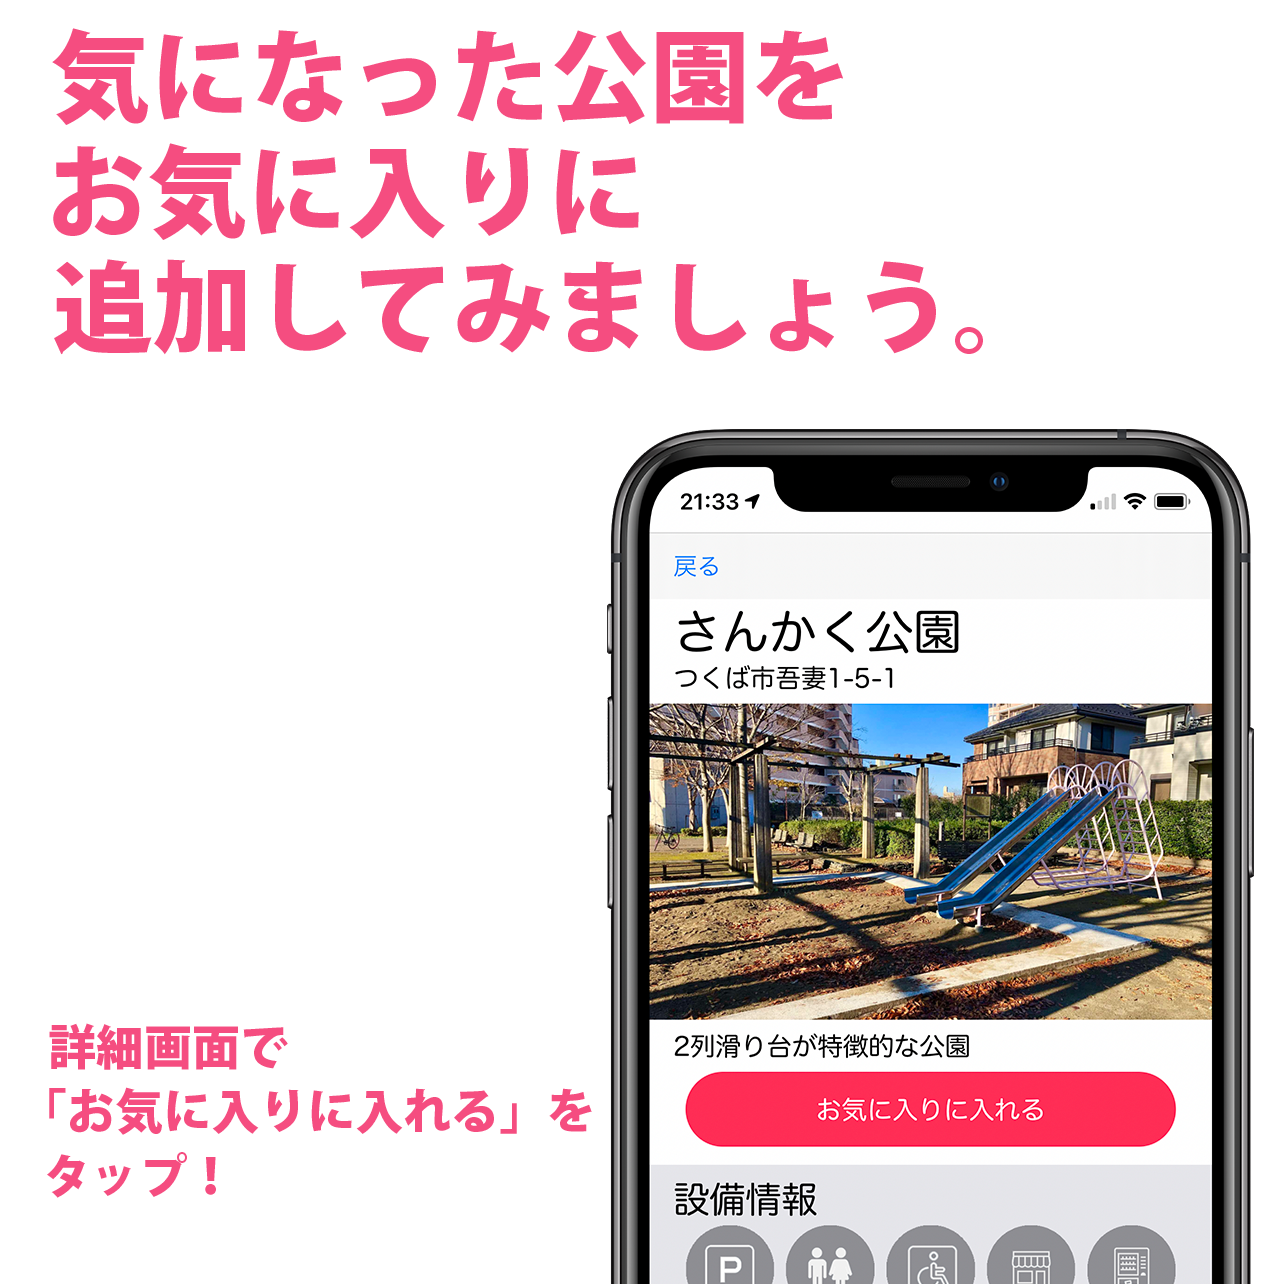 気になった公園を
お気に入りに
追加してみましょう。
21:33
戻る
さんかく公園
つくば市吾妻1-5-1
2列滑り台が特徴的な公園
お気に入りに入れる
設備情報
P
詳細画面で
「お気に入りに入れる」を
タップ！